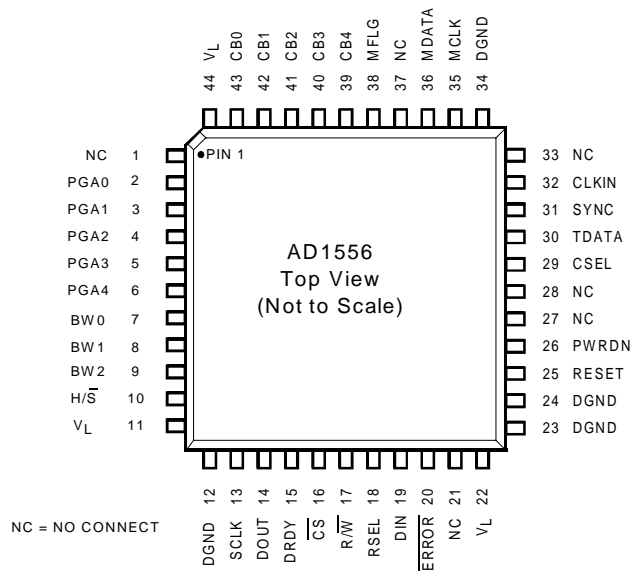 44 VL
43 CB0
42 CB1
41 CB2
40 CB3
39 CB4
38 MFLG
37 NC
36 MDATA
35 MCLK
34 DGND
NC 1
PGA0 2
PGA1 3
PGA2 4
PGA3 5
PGA4 6
BW0 7
BW1 8
BW2 9
H/S̅ 10
VL 11
PIN 1
AD1556
Top View
(Not to Scale)
33 NC
32 CLKIN
31 SYNC
30 TDATA
29 CSEL
28 NC
27 NC
26 PWRDN
25 RESET
24 DGND
23 DGND
DGND 12
SCLK 13
DOUT 14
DRDY 15
C̅S̅ 16
R̅/W̅ 17
RSEL 18
DIN 19
E̅R̅R̅O̅R̅ 20
NC 21
VL 22
NC = NO CONNECT